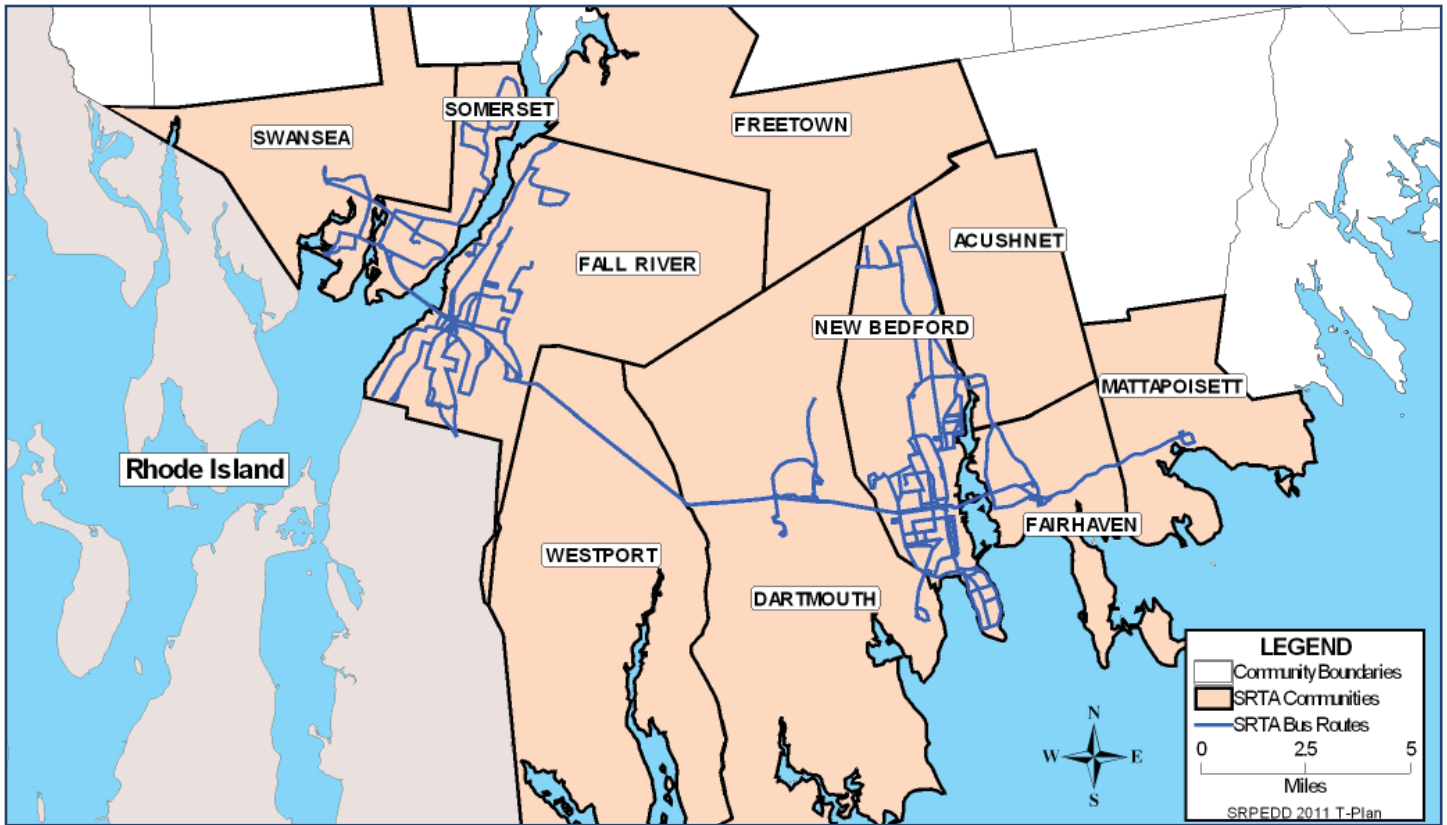 SOMERSET
FREETOWN
SWANSEA
ACUSHNET
FALL RIVER
NEW BEDFORD
MATTAPOISETT
Rhode Island
FAIRHAVEN
WESTPORT
DARTMOUTH
LEGEND
Community Boundaries
SRTA Communities
SRTA Bus Routes
0 2.5 5
Miles
SRPEDD 2011 T-Plan
N
W E
S